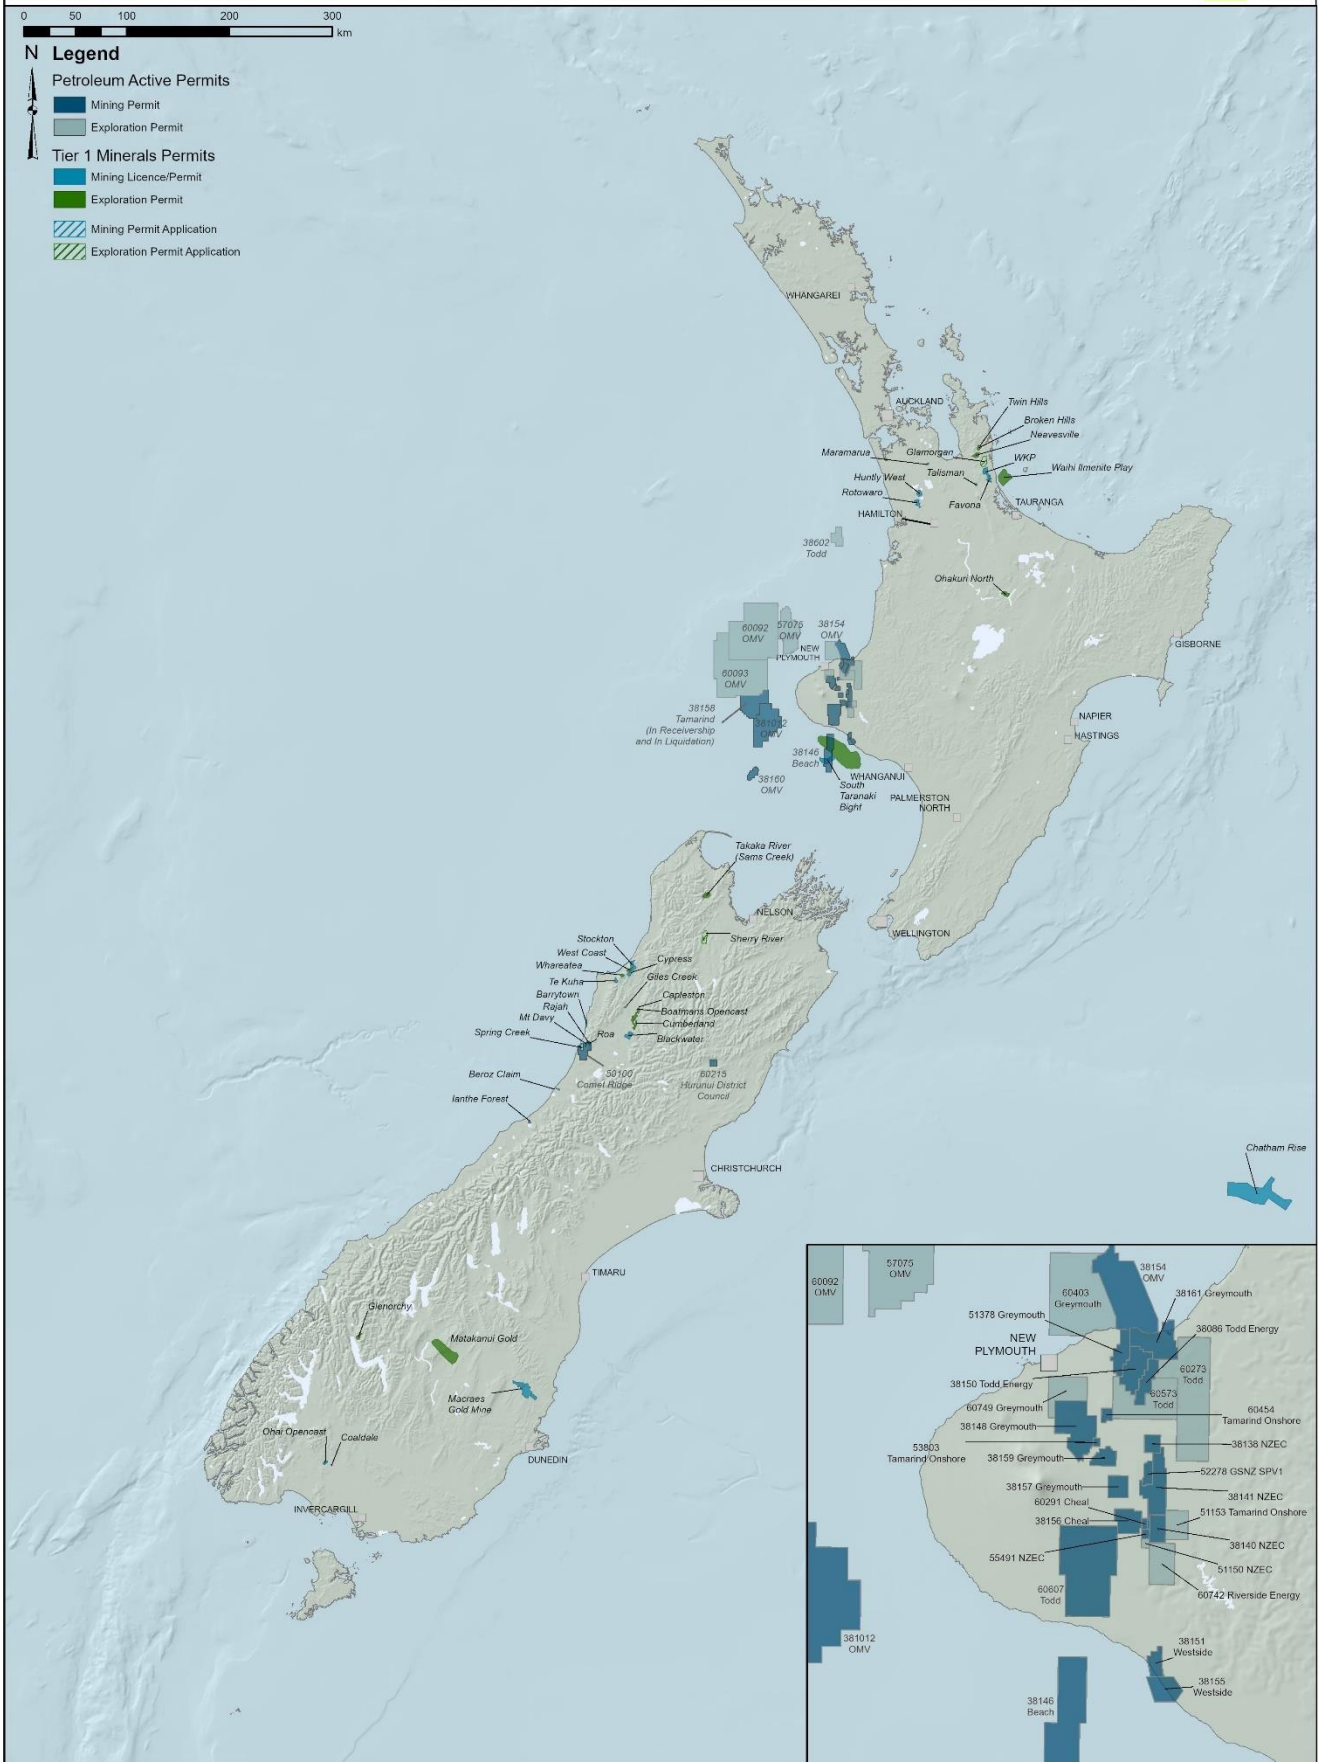 0 50 100 200 300
km
N Legend
Petroleum Active Permits
Mining Permit
Exploration Permit
Tier 1 Minerals Permits
Mining Licence/Permit
Exploration Permit
Mining Permit Application
Exploration Permit Application
WHANGAREI
AUCKLAND
Twin Hills
Broken Hills
Neavesville
Maramarua
Glamorgan
WKP
Waihi Ilmenite Play
Talisman
Huntly West
Rotowaro
Favona
TAURANGA
HAMILTON
38602
Todd
Ohakuri North
60092
OMV
57075
OMV
38154
OMV
NEW
PLYMOUTH
GISBORNE
60093
OMV
38158
Tamarind
(In Receivership
and In Liquidation)
381012
OMV
NAPIER
HASTINGS
38146
Beach
38160
OMV
WHANGANUI
South
Taranaki
Bight
PALMERSTON
NORTH
Takaka River
(Sams Creek)
NELSON
WELLINGTON
Sherry River
Stockton
West Coast
Whareatea
Cypress
Te Kuha
Giles Creek
Barrytown
Capleston
Rajah
Boatmans Opencast
Mt Davy
Cumberland
Spring Creek
Roa
Blackwater
50100
Comet Ridge
60215
Hurunui District
Council
Beroz Claim
Ianthe Forest
Chatham Rise
CHRISTCHURCH
TIMARU
Glenorchy
Matakanui Gold
Macraes
Gold Mine
Ohai Opencast
Coaldale
DUNEDIN
INVERCARGILL
60092
OMV
57075
OMV
38154
OMV
60403
Greymouth
38161 Greymouth
51378 Greymouth
38086 Todd Energy
NEW
PLYMOUTH
60273
Todd
38150 Todd Energy
60573
Todd
60749 Greymouth
60454
Tamarind Onshore
38148 Greymouth
38138 NZEC
53803
Tamarind Onshore
38159 Greymouth
52278 GSNZ SPV1
38157 Greymouth
38141 NZEC
60291 Cheal
51153 Tamarind Onshore
38156 Cheal
38140 NZEC
55491 NZEC
51150 NZEC
60742 Riverside Energy
60607
Todd
381012
OMV
38151
Westside
38155
Westside
38146
Beach